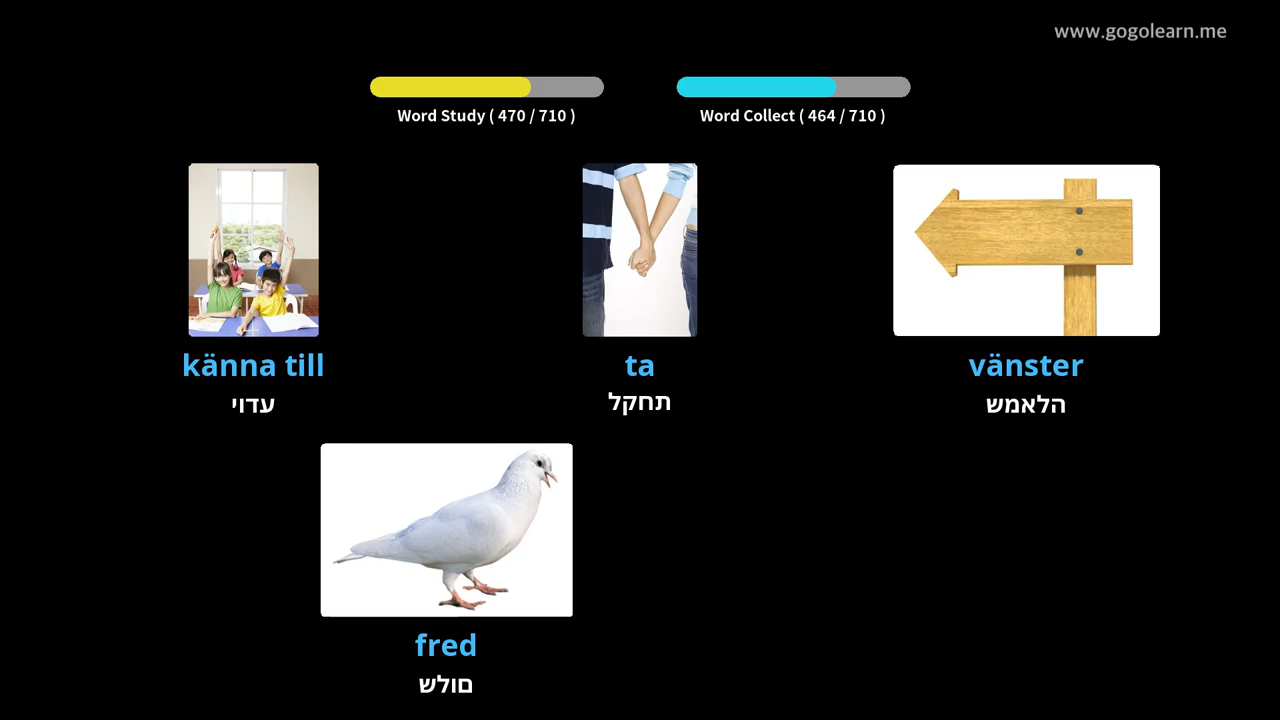 www.gogolearn.me
Word Study ( 470 / 710 )
Word Collect ( 464 / 710 )
känna till
עדוי
ta
תחקל
vänster
הלאמש
fred
םולש